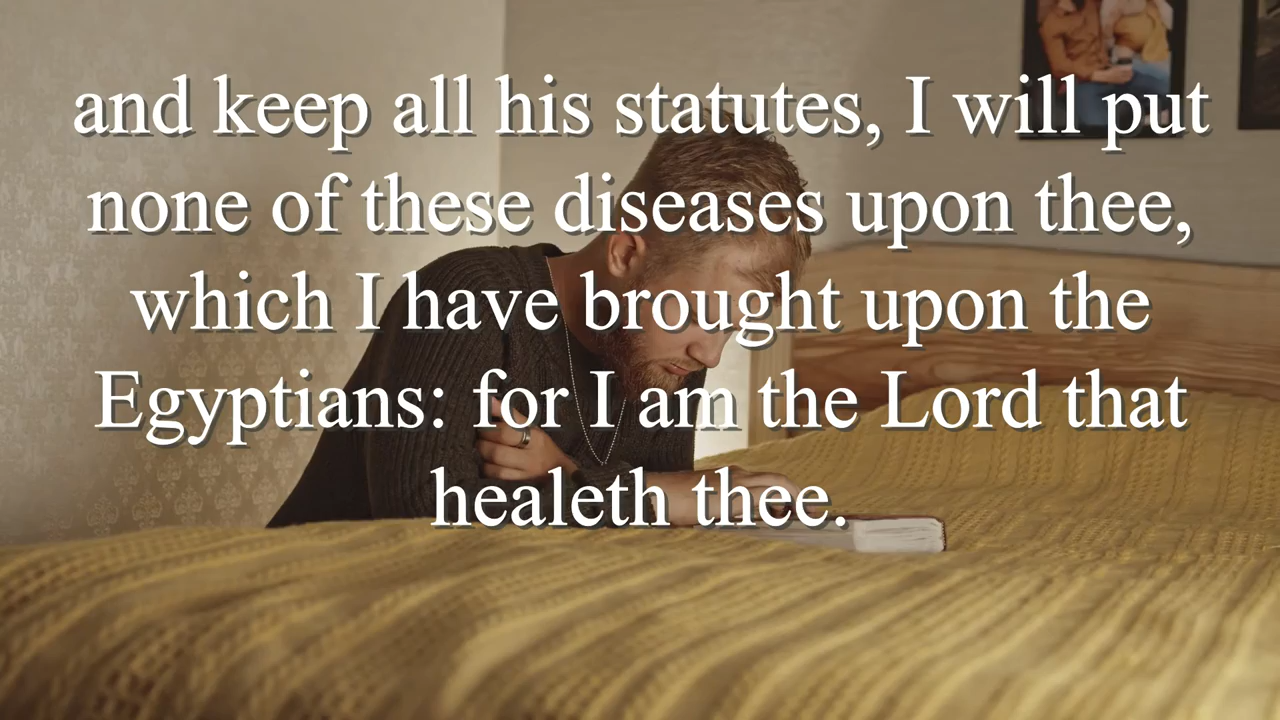 and keep all his statutes, I will put
none of these diseases upon thee,
which I have brought upon the
Egyptians: for I am the Lord that
healeth thee.